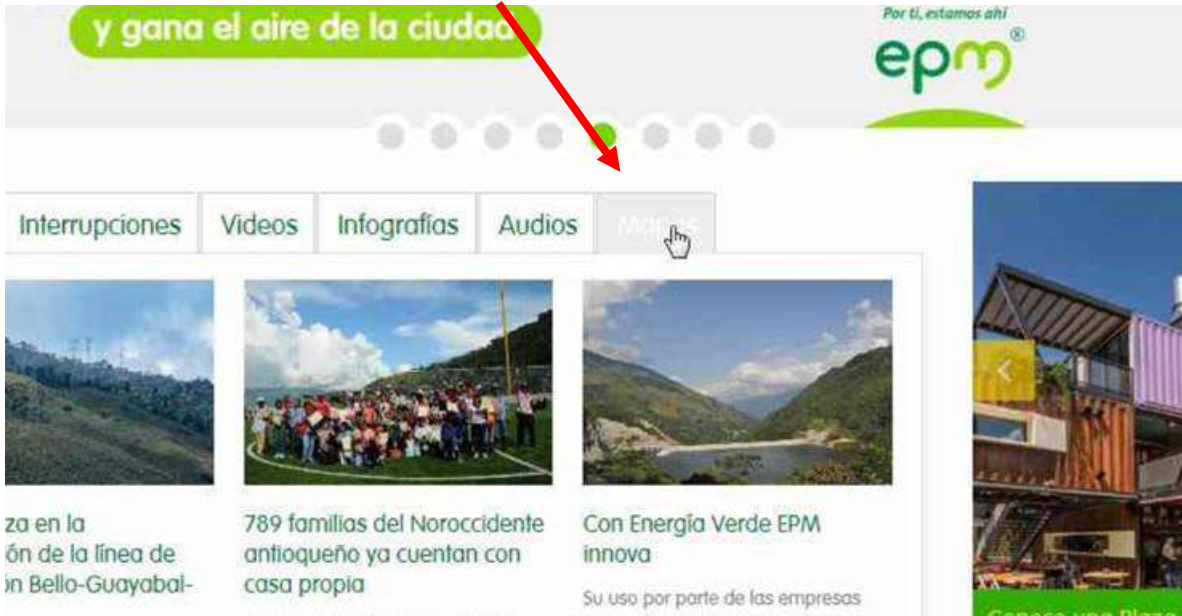 y gana el aire de la ciudad
Por ti, estamos ahí
epm®
Interrupciones
Videos
Infografías
Audios
Mapas
za en la
ón de la línea de
ón Bello-Guayabal-
789 familias del Noroccidente
antioqueño ya cuentan con
casa propia
Con Energía Verde EPM
innova
Su uso por parte de las empresas